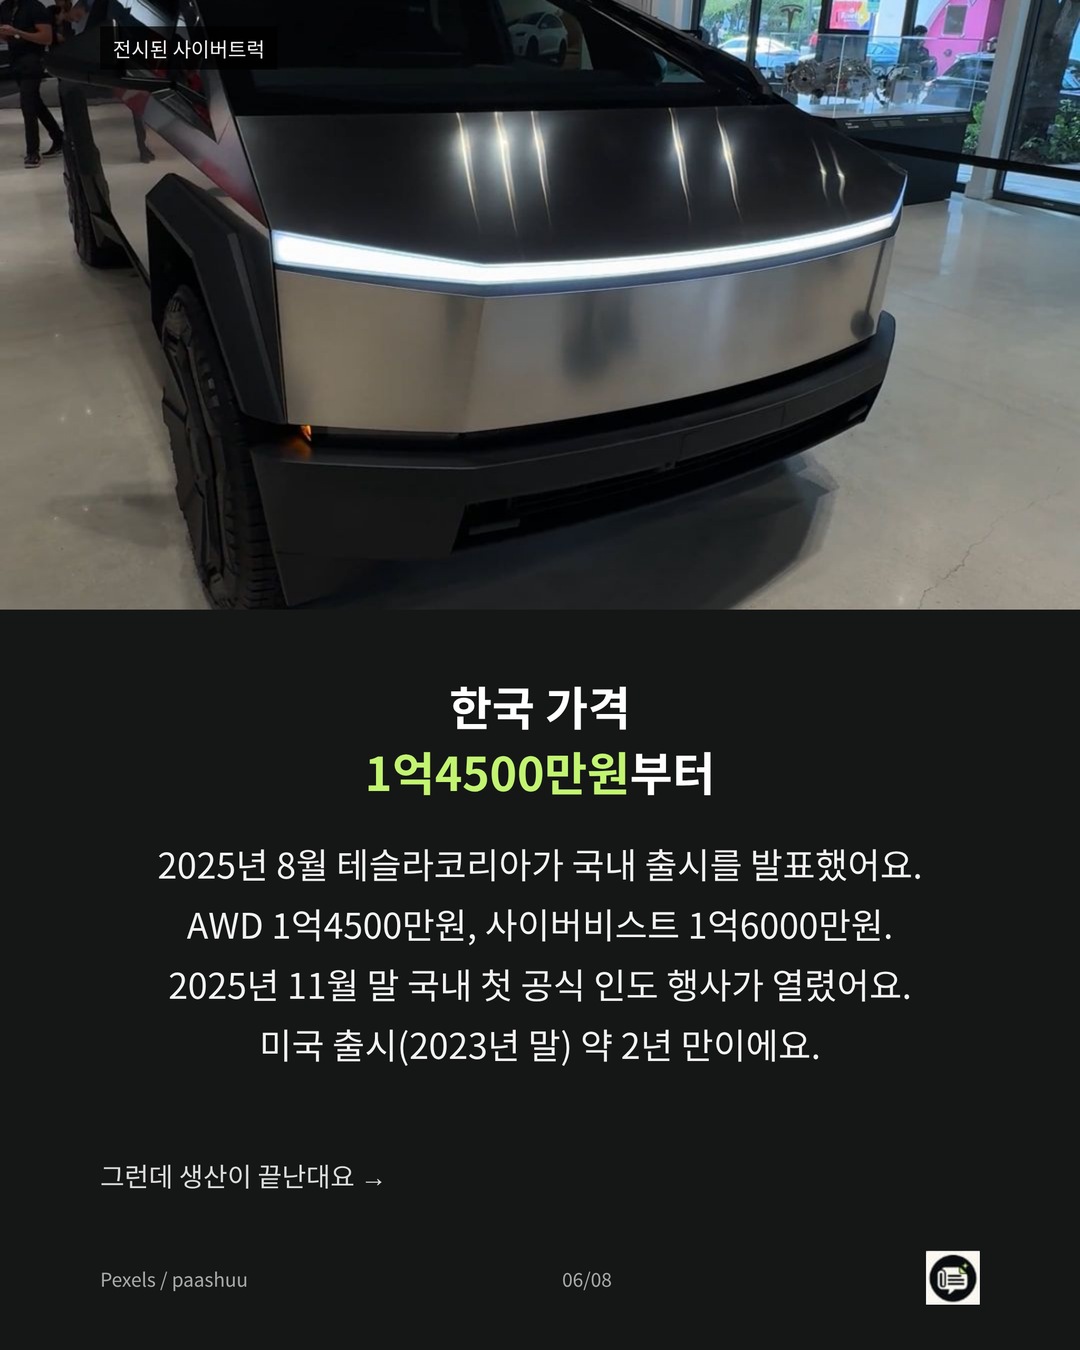 전시된 사이버트럭
한국 가격
1억4500만원부터
2025년 8월 테슬라코리아가 국내 출시를 발표했어요.
AWD 1억4500만원, 사이버비스트 1억6000만원.
2025년 11월 말 국내 첫 공식 인도 행사가 열렸어요.
미국 출시(2023년 말) 약 2년 만이에요.
그런데 생산이 끝난대요 →
Pexels / paashuu
06/08